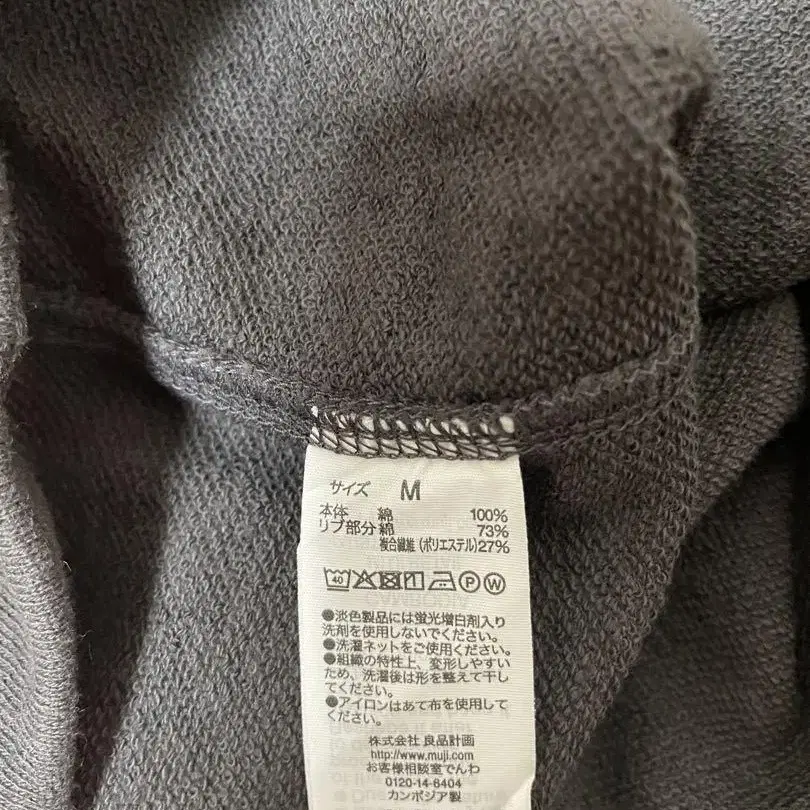 サイズ M
本体 綿 100%
リブ部分 綿 73%
複合繊維(ポリエステル)27%
40 P W
●淡色製品には蛍光増白剤入り
洗剤を使用しないでください。
●洗濯ネットをご使用ください。
●組織の特性上、変形しやすい
ため、洗濯後は形を整えて干し
てください。
●アイロンはあて布を使用して
ください。
株式会社 良品計画
http://www.muji.com
お客様相談室でんわ
0120-14-6404
カンボジア製